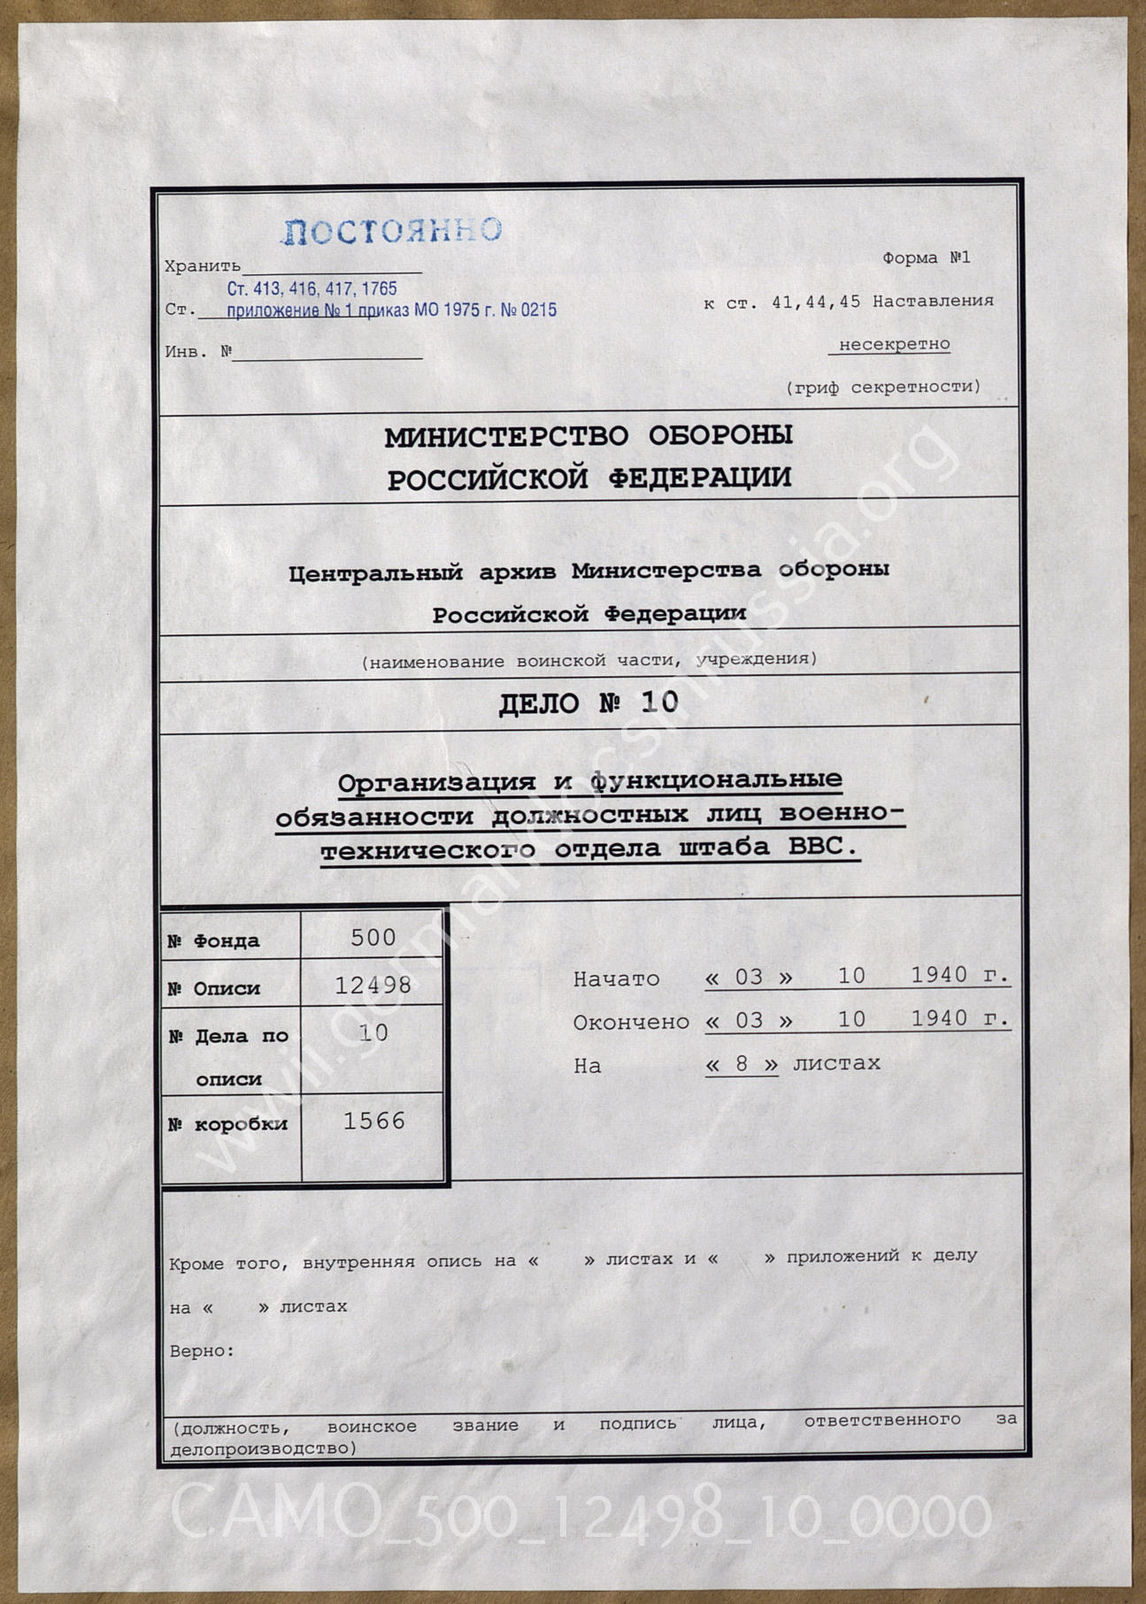 ПОСТОЯННО
Хранить
Форма №1
Ст. 413, 416, 417, 1765
Ст. приложение № 1 приказ МО 1975 г. № 0215
к ст. 41,44,45 Наставления
Инв. №
несекретно
(гриф секретности)
МИНИСТЕРСТВО ОБОРОНЫ
РОССИЙСКОЙ ФЕДЕРАЦИИ
Центральный архив Министерства обороны
Российской Федерации
(наименование воинской части, учреждения)
ДЕЛО № 10
Организация и функциональные
обязанности должностных лиц военно-
технического отдела штаба ВВС.
№ Фонда 500
№ Описи 12498
№ Дела по 10
описи
№ коробки 1566
Начато « 03 » 10 1940 г.
Окончено « 03 » 10 1940 г.
На « 8 » листах
Кроме того, внутренняя опись на « » листах и « » приложений к делу
на « » листах
Верно:
(должность, воинское звание и подпись лица, ответственного за
делопроизводство)
www.germandocsinrussia.org
CAMO_500_12498_10_0000